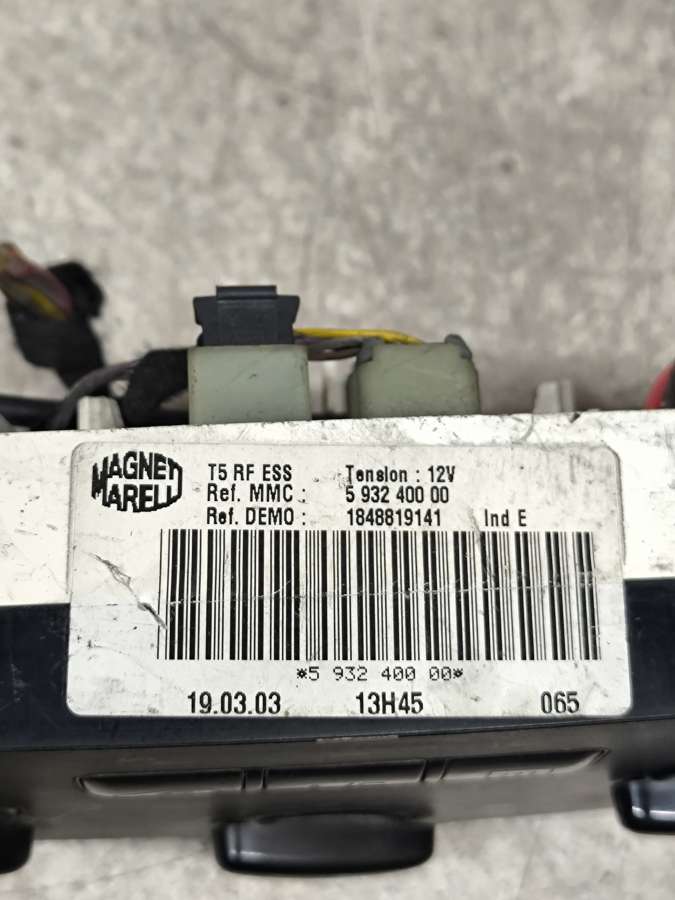 MAGNETI
MARELLI
T5 RF ESS Tension : 12V
Ref. MMC : 5 932 400 00
Ref. DEMO : 1848819141 Ind E
*5 932 400 00*
19.03.03 13H45 065